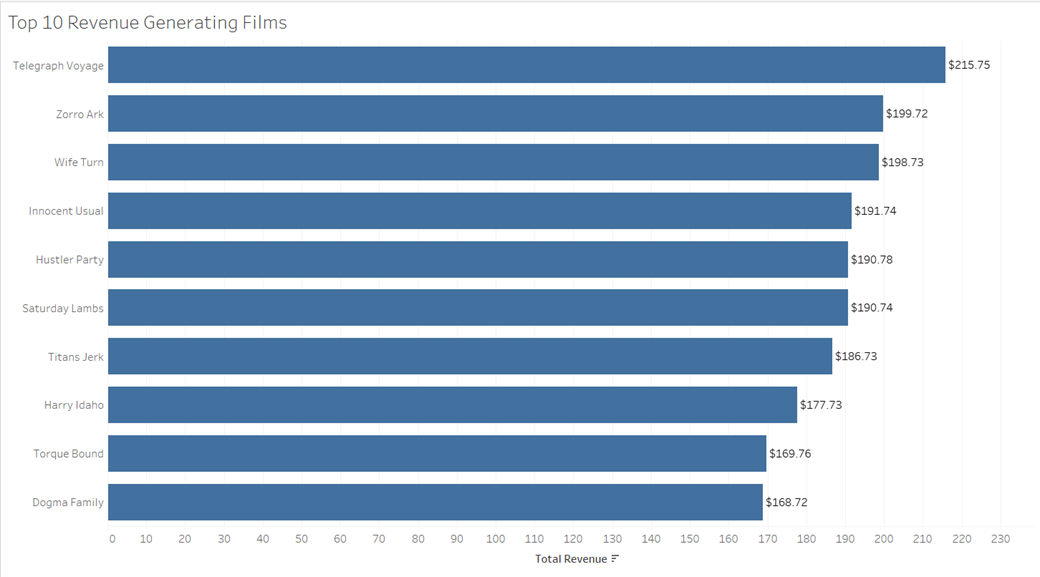 Top 10 Revenue Generating Films
Telegraph Voyage $215.75
Zorro Ark $199.72
Wife Turn $198.73
Innocent Usual $191.74
Hustler Party $190.78
Saturday Lambs $190.74
Titans Jerk $186.73
Harry Idaho $177.73
Torque Bound $169.76
Dogma Family $168.72
0 10 20 30 40 50 60 70 80 90 100 110 120 130 140 150 160 170 180 190 200 210 220 230
Total Revenue